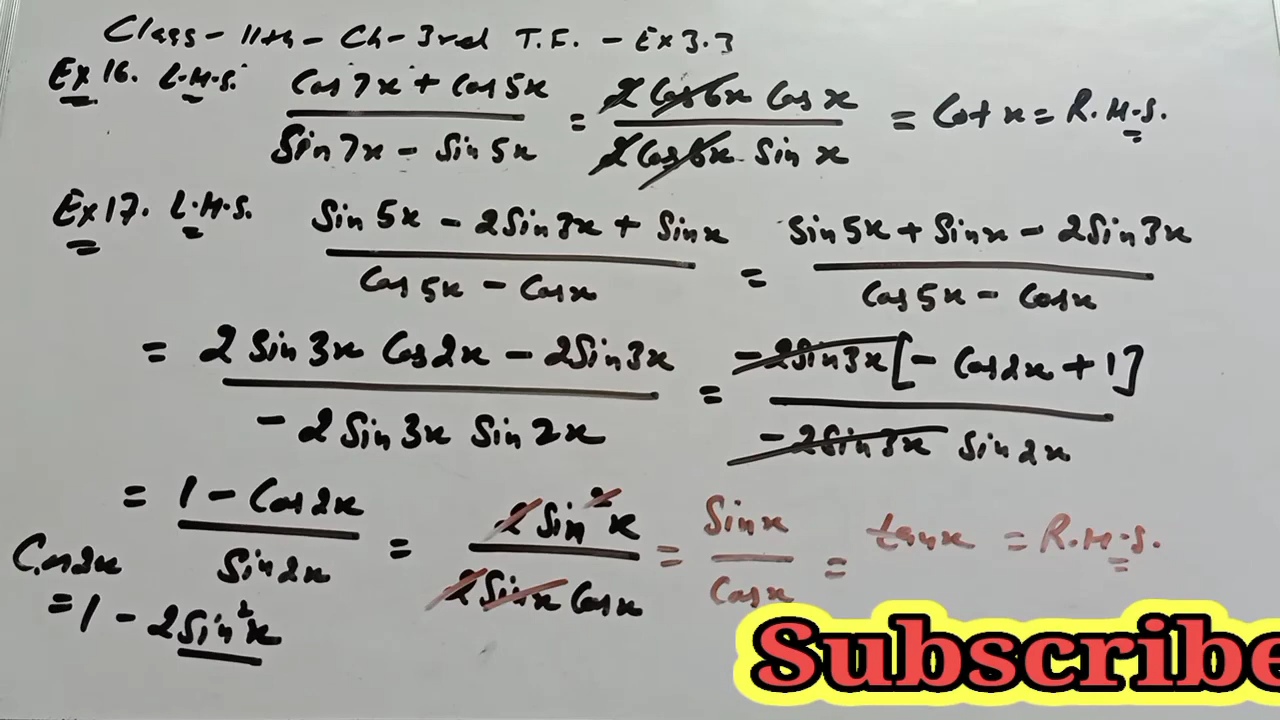 Class - 11th - Ch - 3rd T.F. - Ex 3.3
Ex 16. L.H.S. (Cos 7x + Cos 5x)/(Sin 7x - Sin 5x) = (2 Cos 6x Cos x)/(2 Cos 6x Sin x) = Cot x = R.H.S.
Ex 17. L.H.S. (Sin 5x - 2 Sin 3x + Sin x)/(Cos 5x - Cos x) = (Sin 5x + Sin x - 2 Sin 3x)/(Cos 5x - Cos x)
= (2 Sin 3x Cos 2x - 2 Sin 3x)/(- 2 Sin 3x Sin 2x) = (- 2 Sin 3x [- Cos 2x + 1])/(- 2 Sin 3x Sin 2x)
= (1 - Cos 2x)/(Sin 2x) = (2 Sin² x)/(2 Sin x Cos x) = (Sin x)/(Cos x) = tan x = R.H.S.
Cos 2x
= 1 - 2 Sin² x
Subscribe